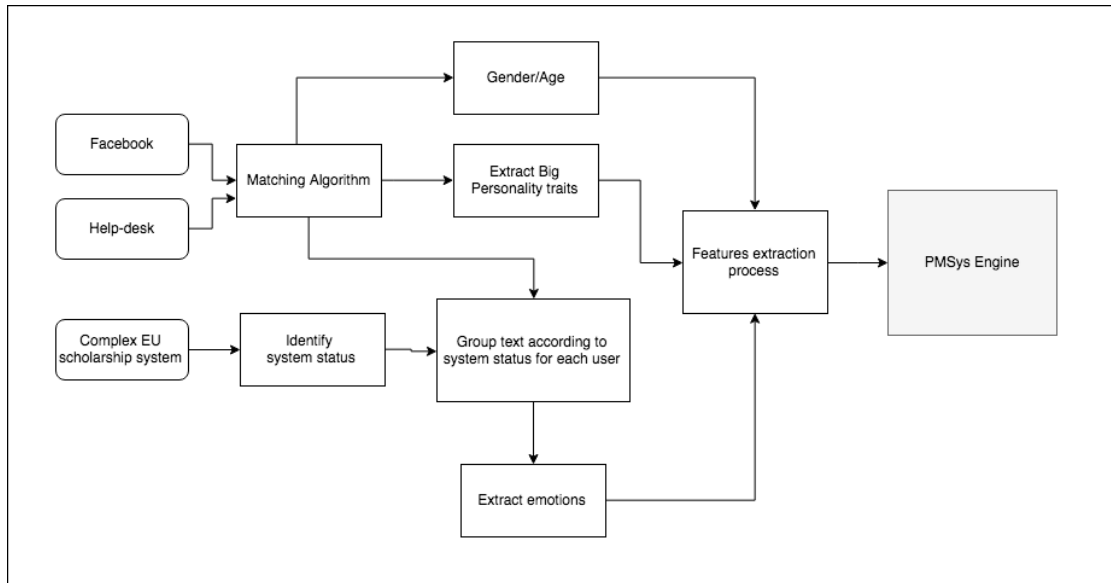 Gender/Age
Facebook
Matching Algorithm
Extract Big
Personality traits
Help-desk
Features extraction
process
PMSys Engine
Complex EU
scholarship system
Identify
system status
Group text according to
system status for each user
Extract emotions